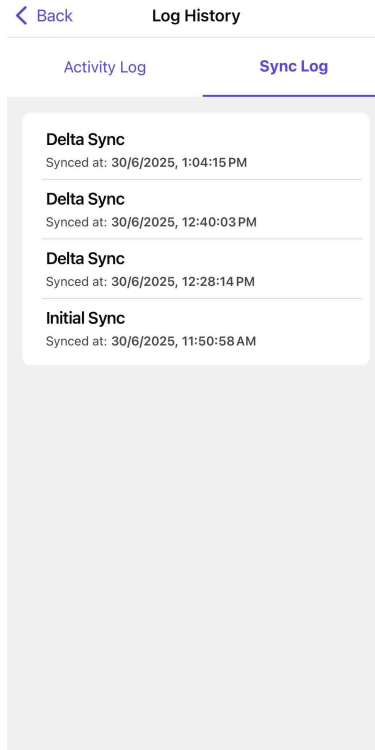 Back
Log History
Activity Log
Sync Log
Delta Sync
Synced at: 30/6/2025, 1:04:15 PM
Delta Sync
Synced at: 30/6/2025, 12:40:03 PM
Delta Sync
Synced at: 30/6/2025, 12:28:14 PM
Initial Sync
Synced at: 30/6/2025, 11:50:58 AM